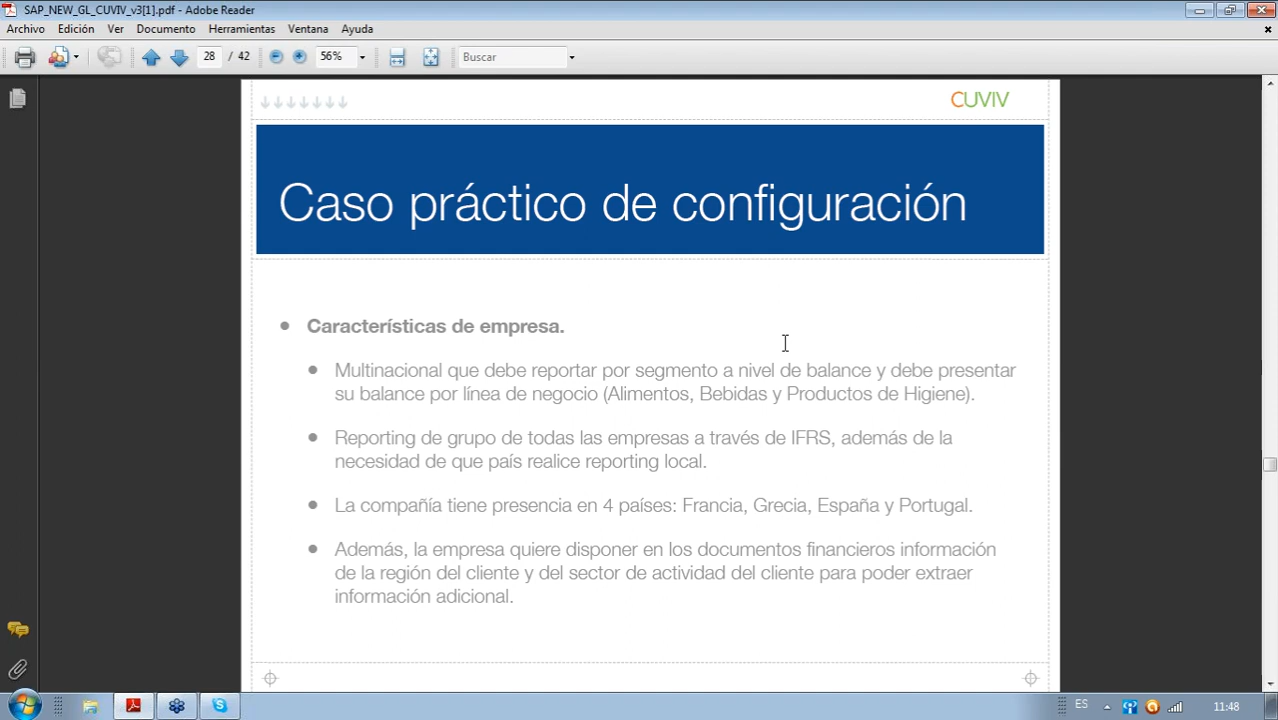 SAP_NEW_GL_CUVIV_v3[1].pdf - Adobe Reader
Archivo Edición Ver Documento Herramientas Ventana Ayuda
28 / 42 56% Buscar
CUVIV
Caso práctico de configuración
Características de empresa.
Multinacional que debe reportar por segmento a nivel de balance y debe presentar
su balance por línea de negocio (Alimentos, Bebidas y Productos de Higiene).
Reporting de grupo de todas las empresas a través de IFRS, además de la
necesidad de que país realice reporting local.
La compañía tiene presencia en 4 países: Francia, Grecia, España y Portugal.
Además, la empresa quiere disponer en los documentos financieros información
de la región del cliente y del sector de actividad del cliente para poder extraer
información adicional.
ES 11:48